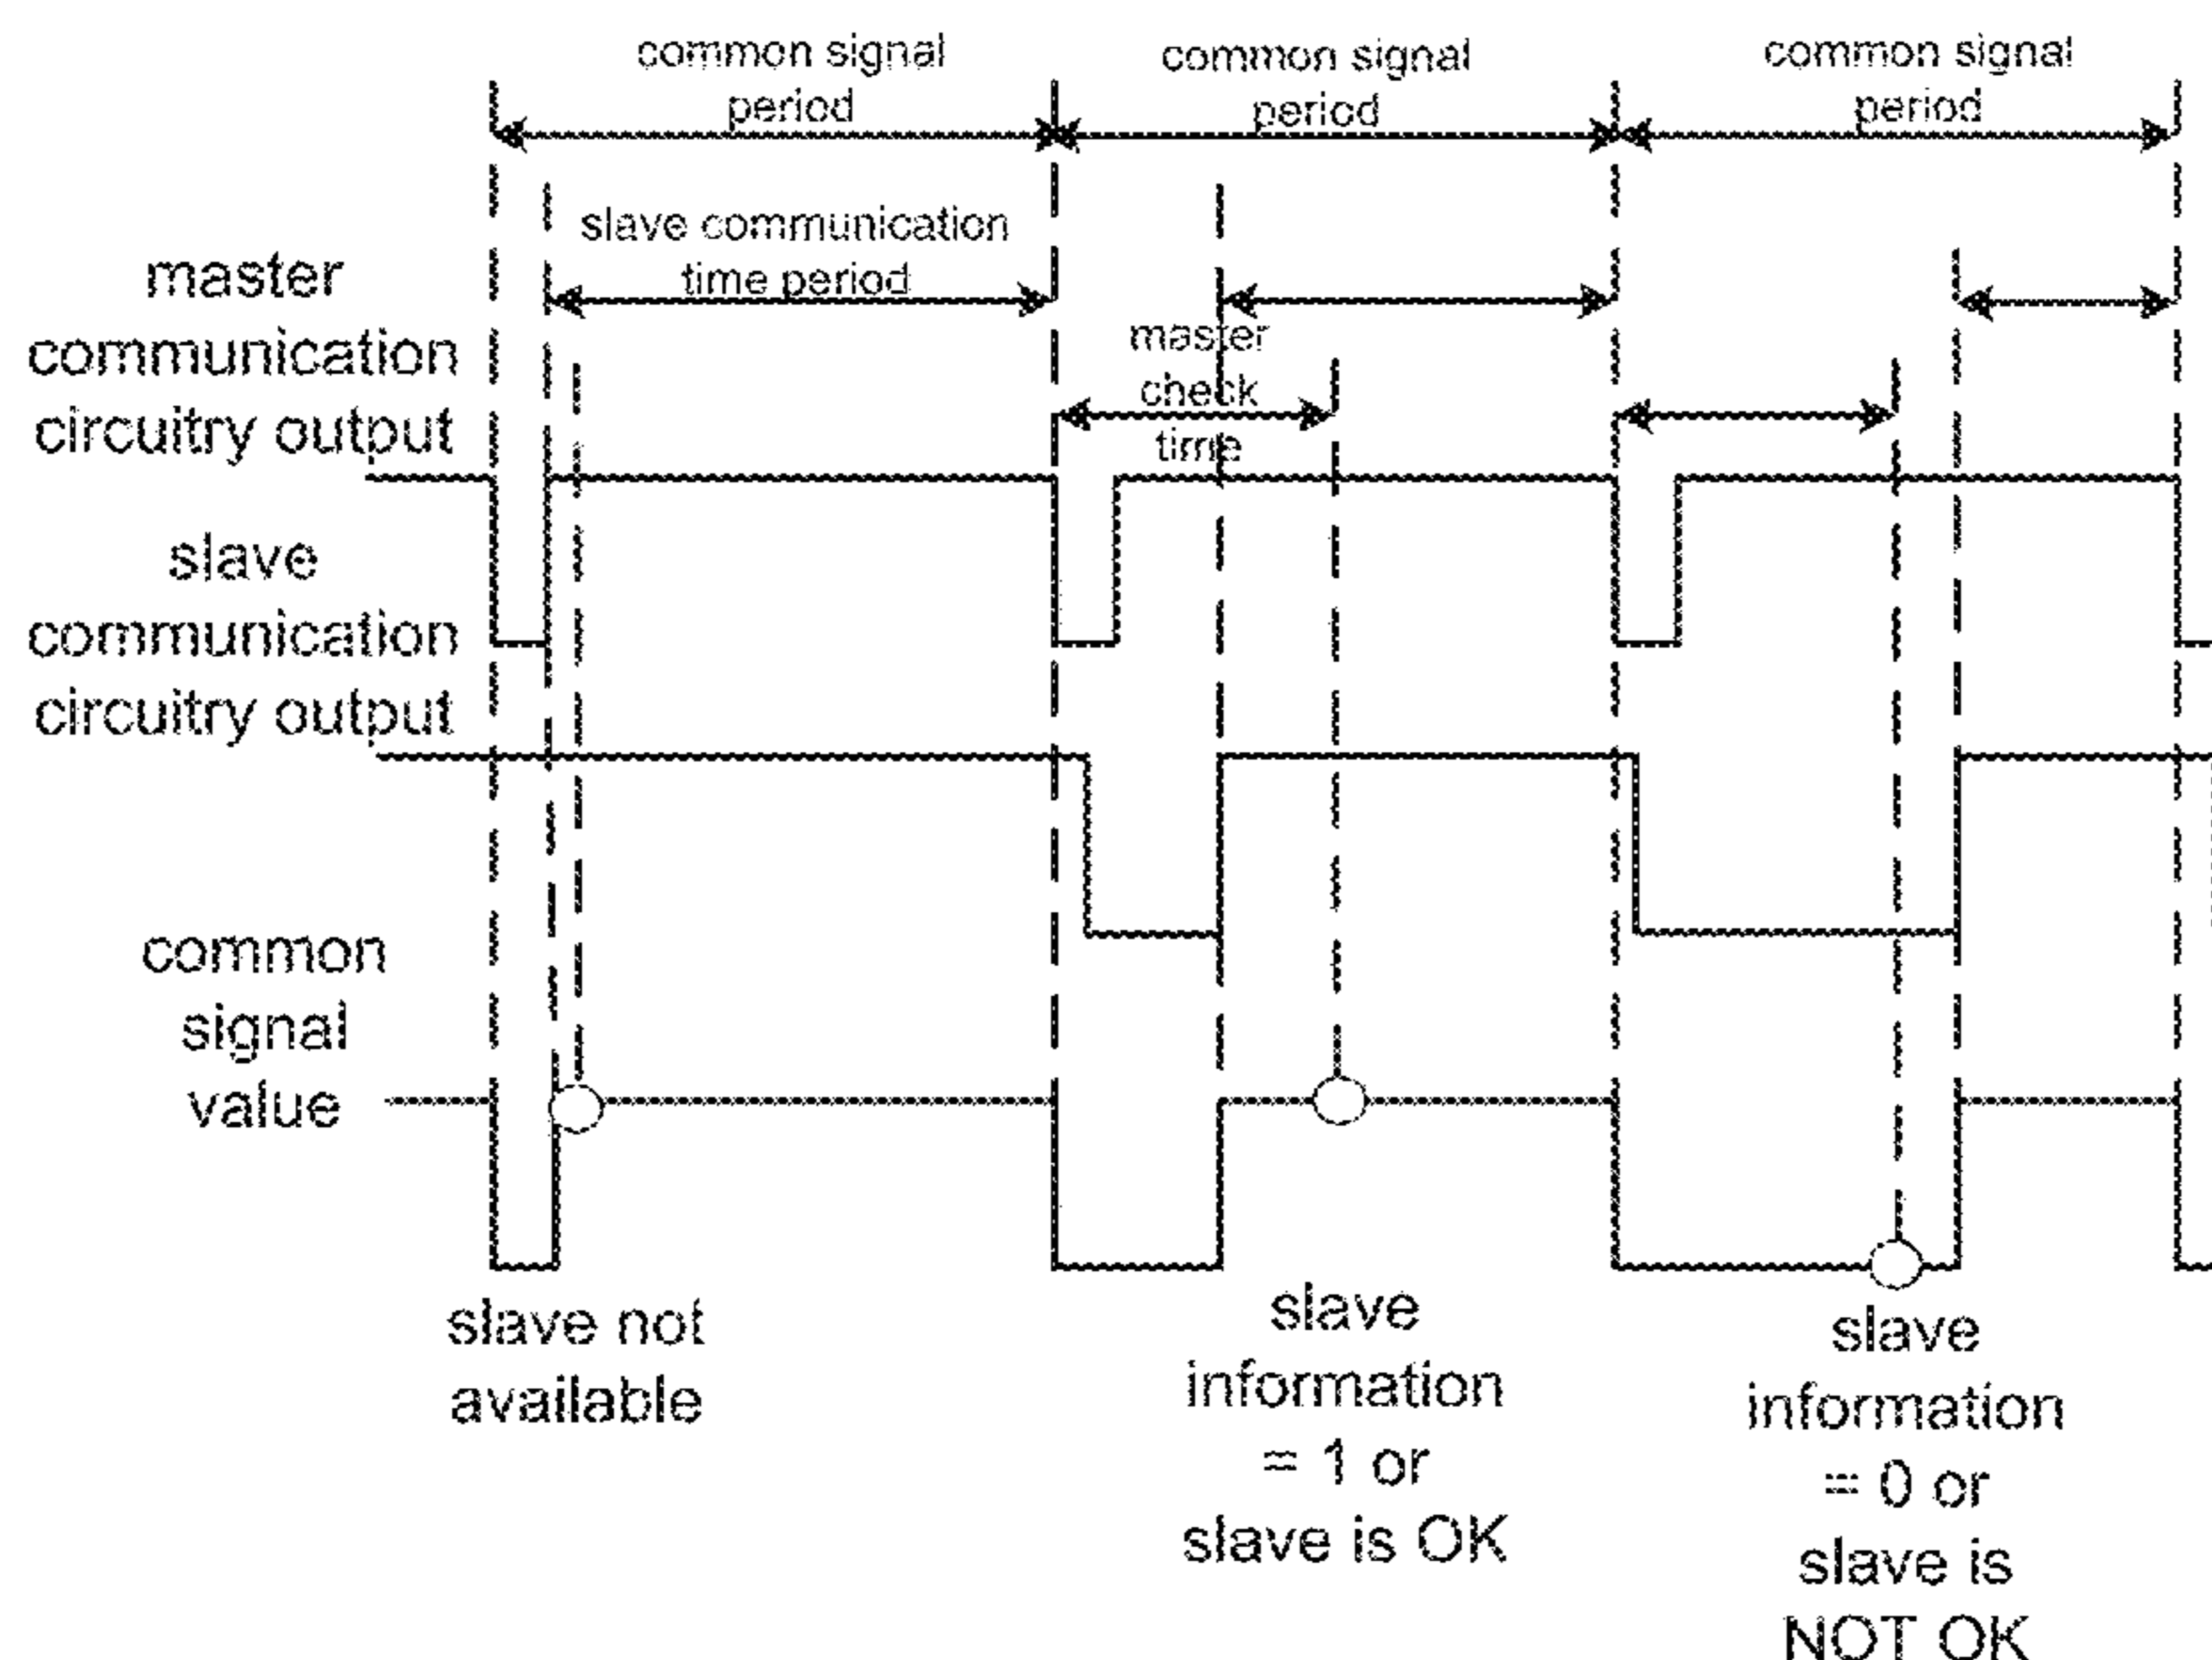 common signal
period
common signal
period
common signal
period
slave communication
time period
master
communication
circuitry output
master
check
time
slave
communication
circuitry output
common
signal
value
slave not
available
slave
information
= 1 or
slave is OK
slave
information
= 0 or
slave is
NOT OK